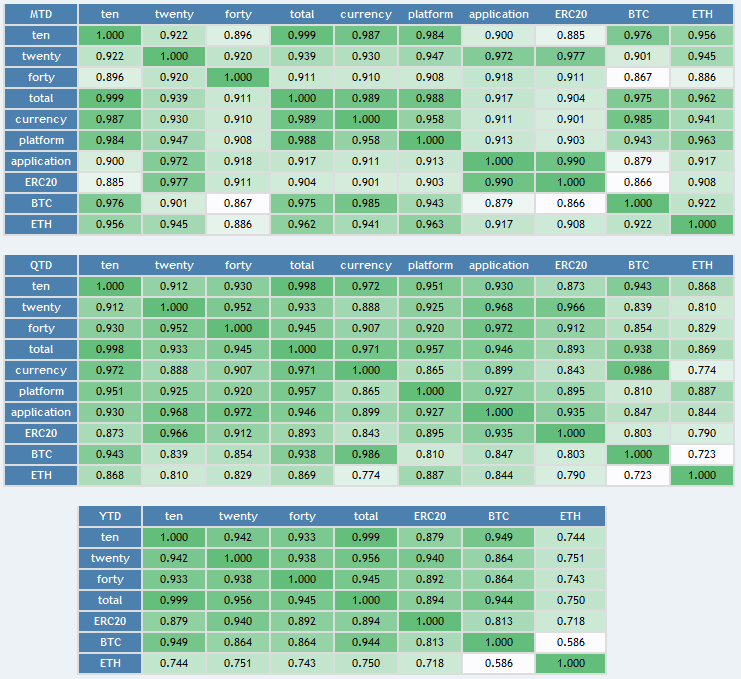 MTD ten twenty forty total currency platform application ERC20 BTC ETH
ten 1.000 0.922 0.896 0.999 0.987 0.984 0.900 0.885 0.976 0.956
twenty 0.922 1.000 0.920 0.939 0.930 0.947 0.972 0.977 0.901 0.945
forty 0.896 0.920 1.000 0.911 0.910 0.908 0.918 0.911 0.867 0.886
total 0.999 0.939 0.911 1.000 0.989 0.988 0.917 0.904 0.975 0.962
currency 0.987 0.930 0.910 0.989 1.000 0.958 0.911 0.901 0.985 0.941
platform 0.984 0.947 0.908 0.988 0.958 1.000 0.913 0.903 0.943 0.963
application 0.900 0.972 0.918 0.917 0.911 0.913 1.000 0.990 0.879 0.917
ERC20 0.885 0.977 0.911 0.904 0.901 0.903 0.990 1.000 0.866 0.908
BTC 0.976 0.901 0.867 0.975 0.985 0.943 0.879 0.866 1.000 0.922
ETH 0.956 0.945 0.886 0.962 0.941 0.963 0.917 0.908 0.922 1.000
QTD ten twenty forty total currency platform application ERC20 BTC ETH
ten 1.000 0.912 0.930 0.998 0.972 0.951 0.930 0.873 0.943 0.868
twenty 0.912 1.000 0.952 0.933 0.888 0.925 0.968 0.966 0.839 0.810
forty 0.930 0.952 1.000 0.945 0.907 0.920 0.972 0.912 0.854 0.829
total 0.998 0.933 0.945 1.000 0.971 0.957 0.946 0.893 0.938 0.869
currency 0.972 0.888 0.907 0.971 1.000 0.865 0.899 0.843 0.986 0.774
platform 0.951 0.925 0.920 0.957 0.865 1.000 0.927 0.895 0.810 0.887
application 0.930 0.968 0.972 0.946 0.899 0.927 1.000 0.935 0.847 0.844
ERC20 0.873 0.966 0.912 0.893 0.843 0.895 0.935 1.000 0.803 0.790
BTC 0.943 0.839 0.854 0.938 0.986 0.810 0.847 0.803 1.000 0.723
ETH 0.868 0.810 0.829 0.869 0.774 0.887 0.844 0.790 0.723 1.000
YTD ten twenty forty total ERC20 BTC ETH
ten 1.000 0.942 0.933 0.999 0.879 0.949 0.744
twenty 0.942 1.000 0.938 0.956 0.940 0.864 0.751
forty 0.933 0.938 1.000 0.945 0.892 0.864 0.743
total 0.999 0.956 0.945 1.000 0.894 0.944 0.750
ERC20 0.879 0.940 0.892 0.894 1.000 0.813 0.718
BTC 0.949 0.864 0.864 0.944 0.813 1.000 0.586
ETH 0.744 0.751 0.743 0.750 0.718 0.586 1.000